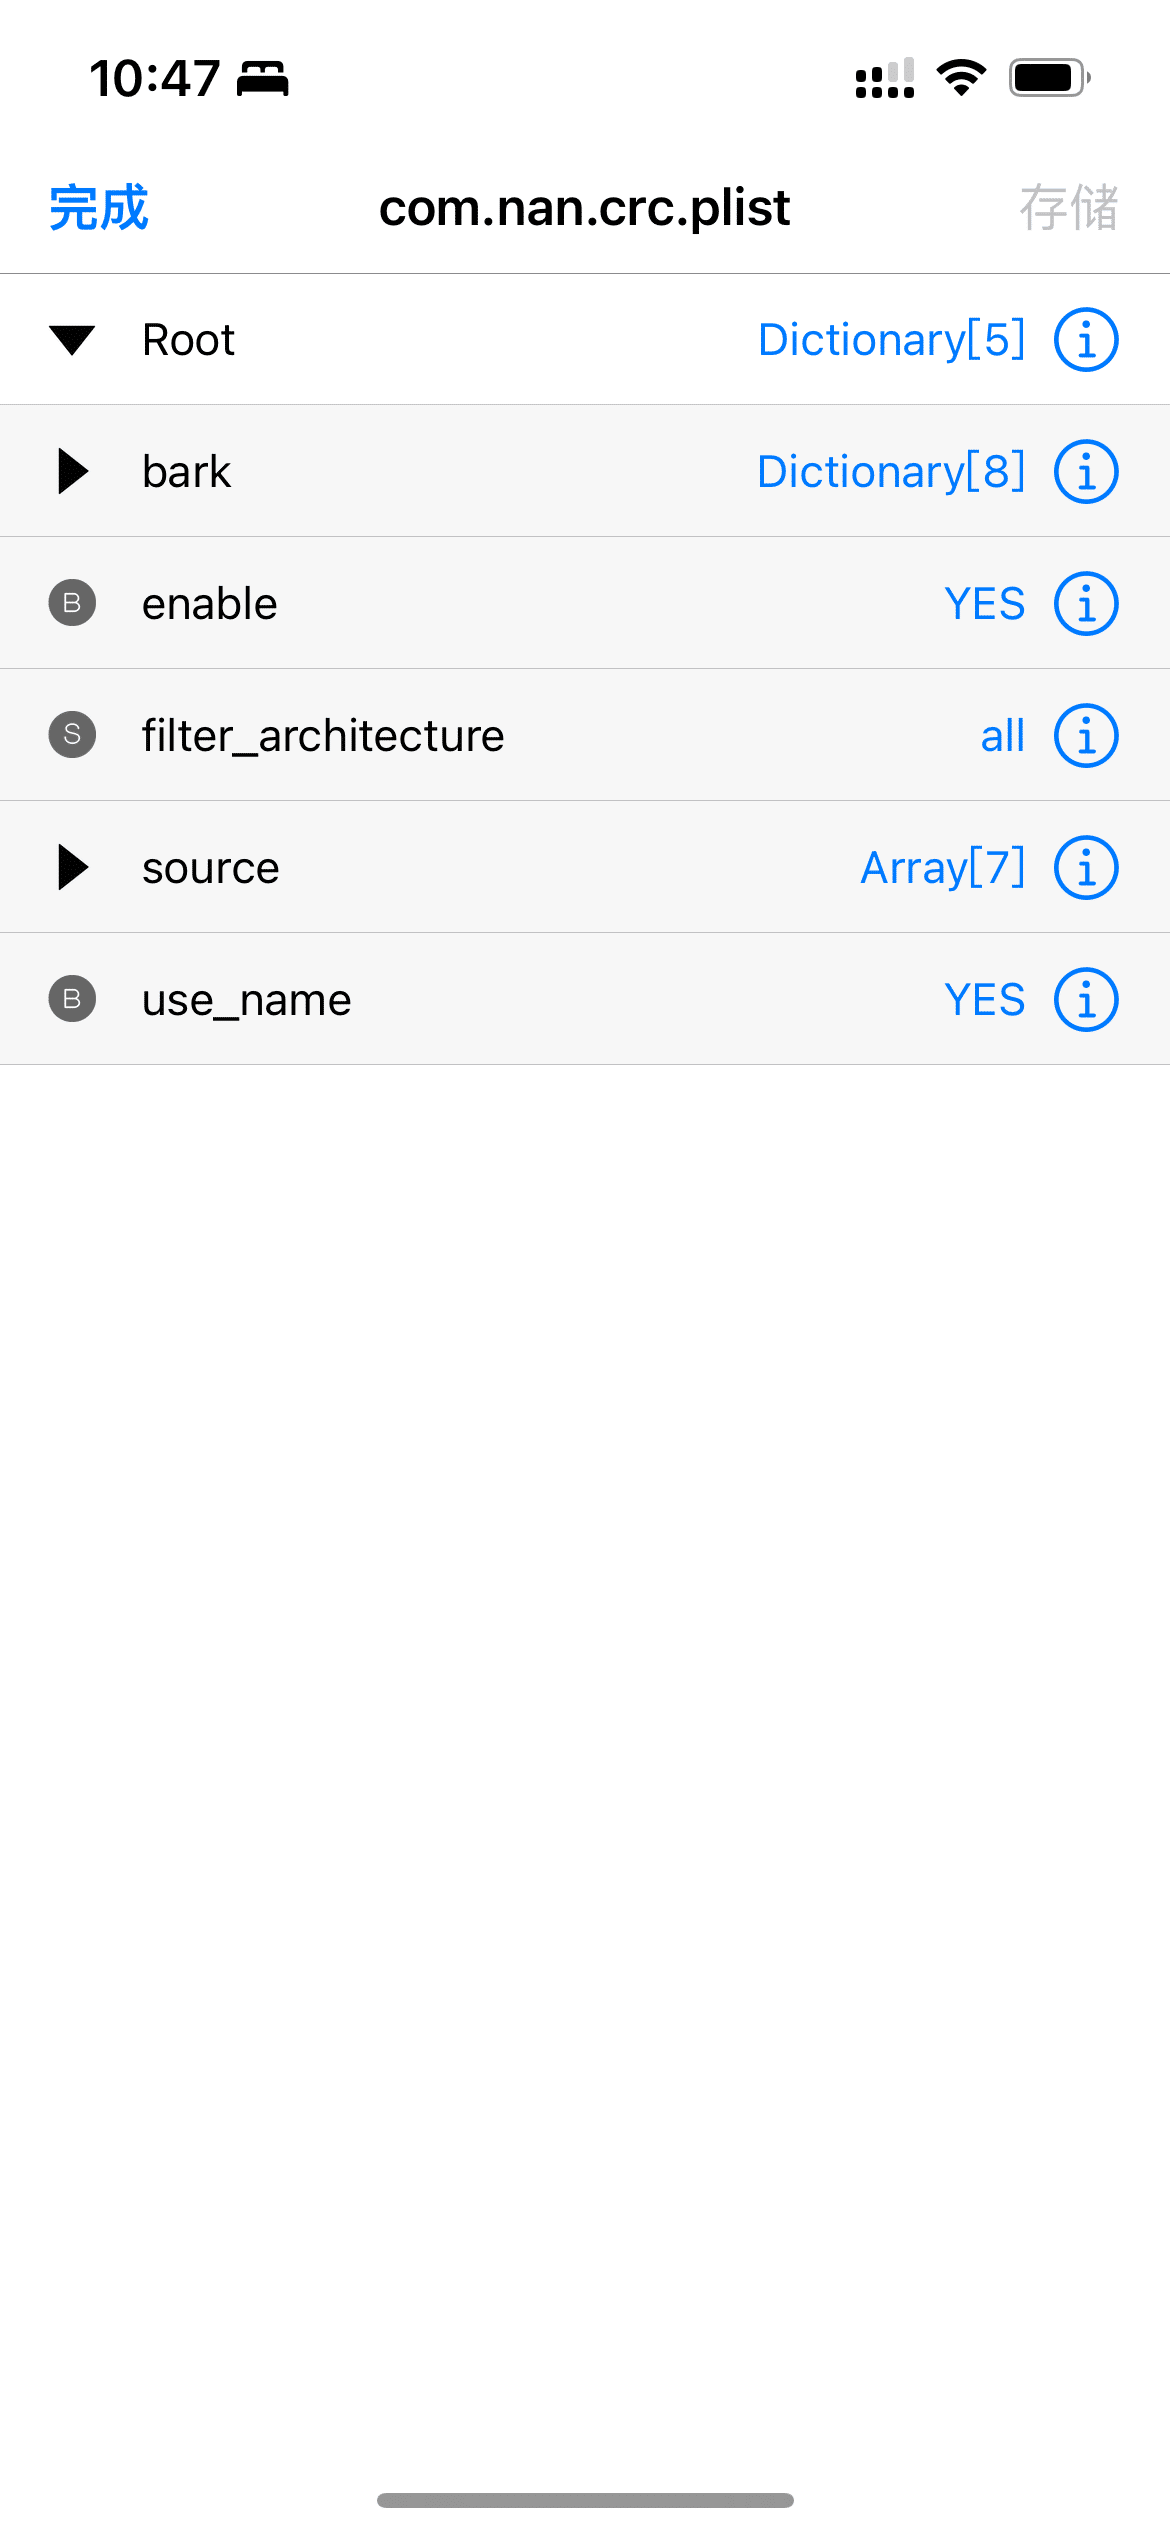 10:47
完成 com.nan.crc.plist 存储
Root Dictionary[5]
bark Dictionary[8]
B enable YES
S filter_architecture all
source Array[7]
B use_name YES